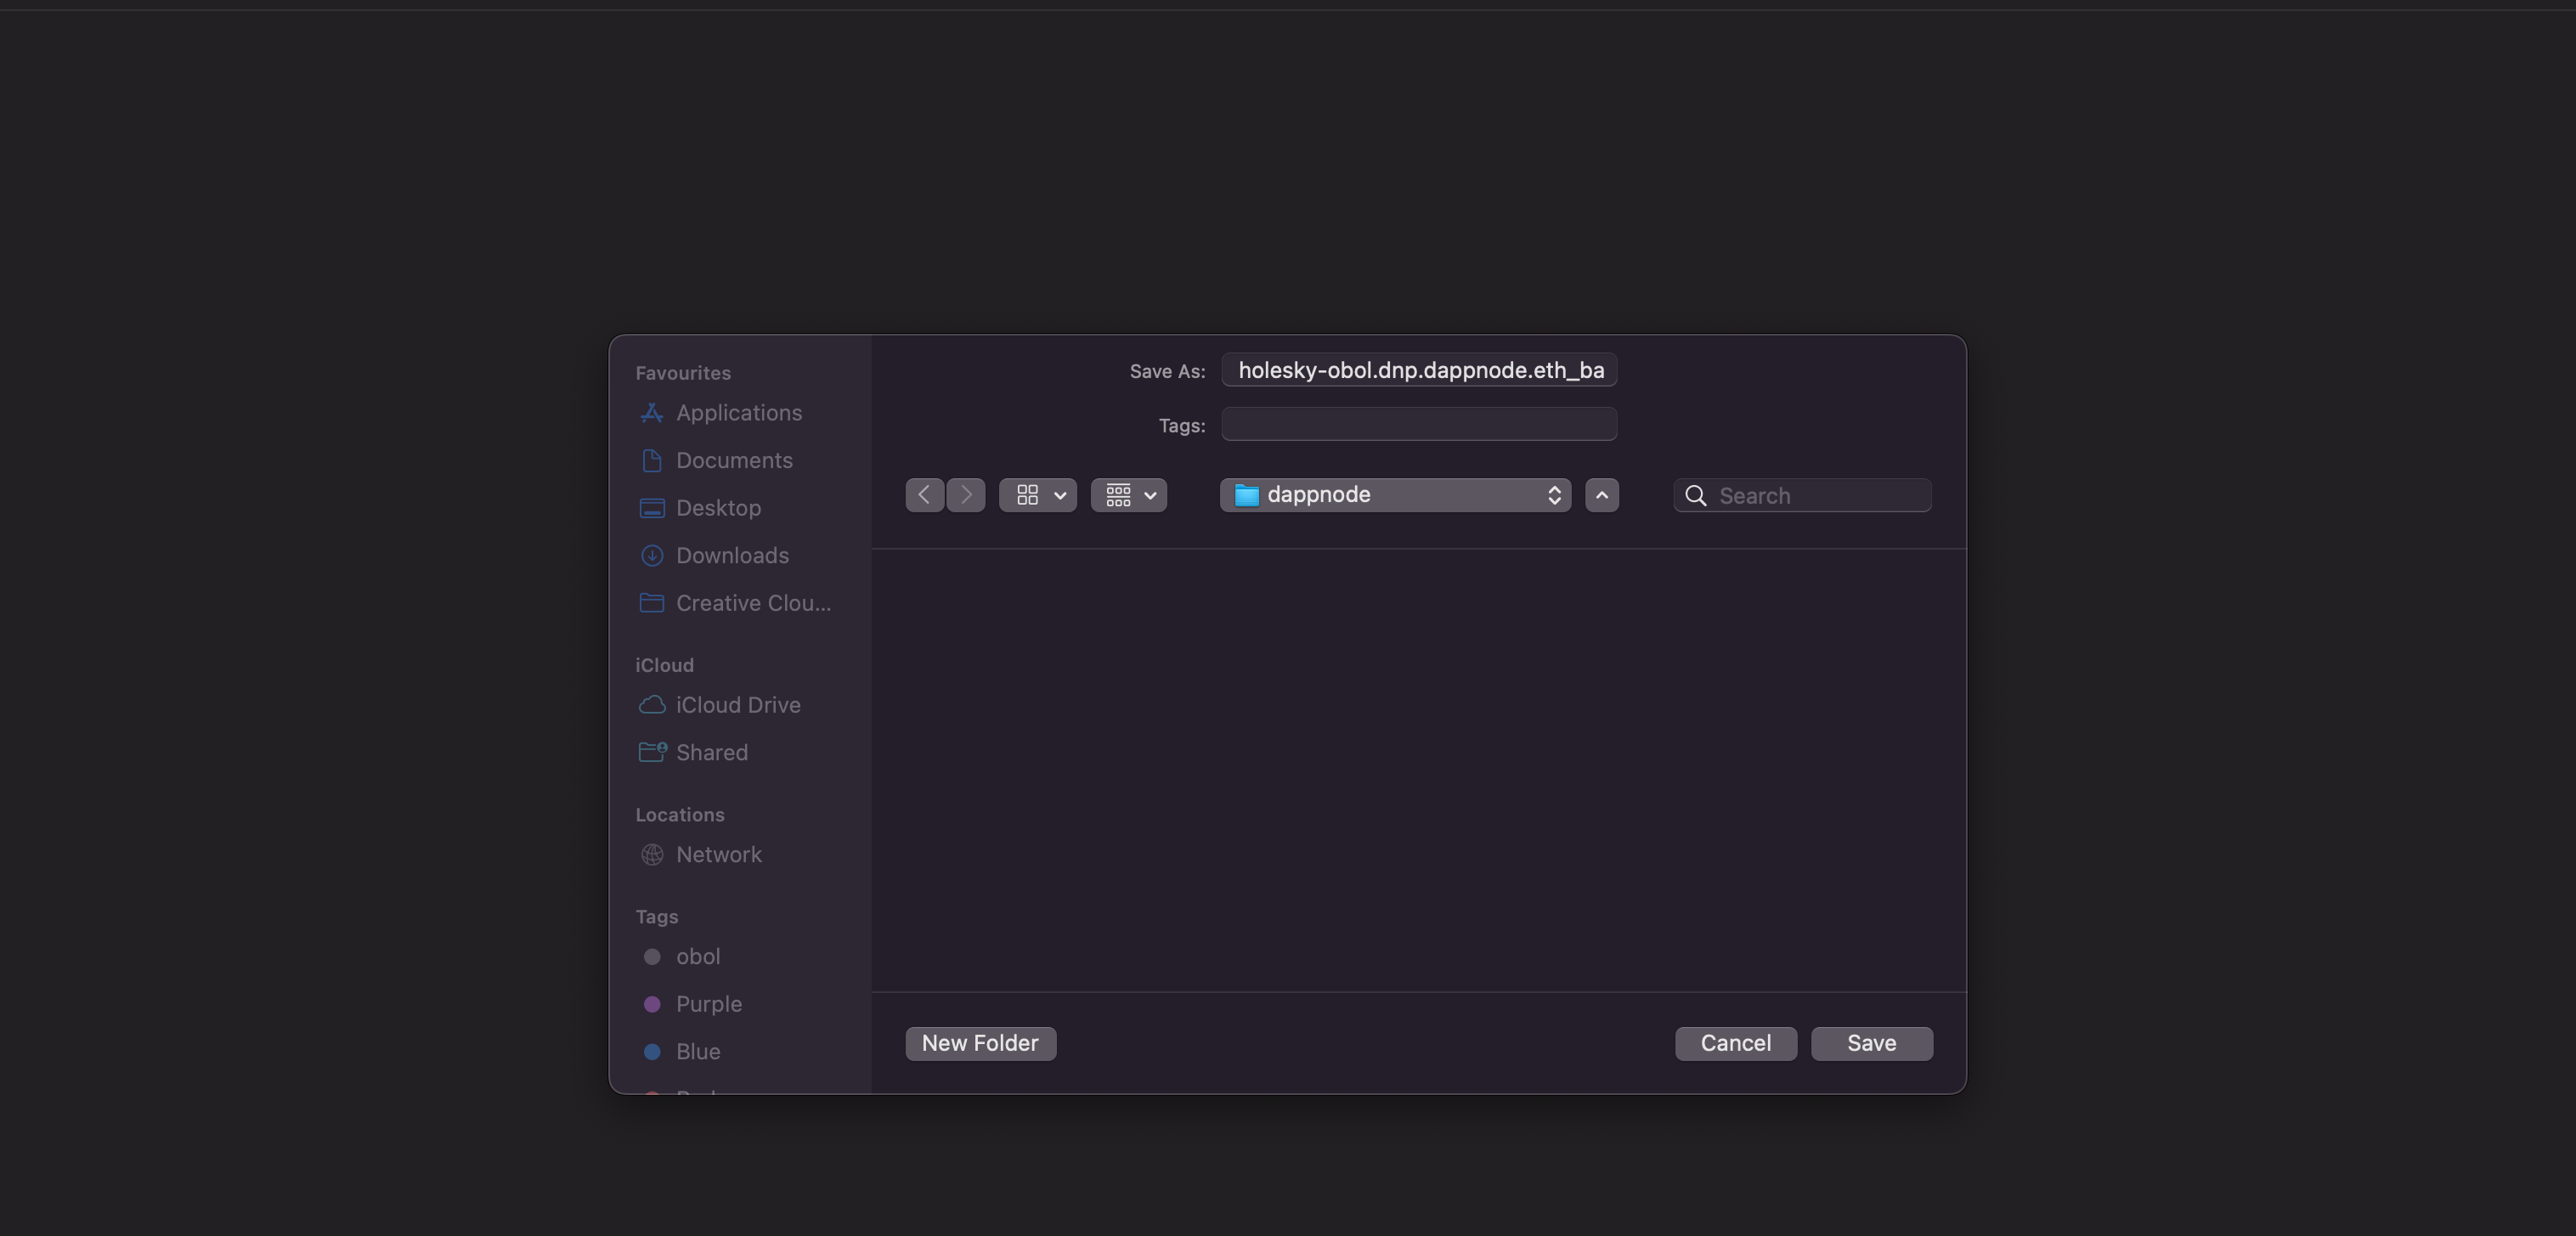 Favourites
Applications
Documents
Desktop
Downloads
Creative Clou...
iCloud
iCloud Drive
Shared
Locations
Network
Tags
obol
Purple
Blue
Save As: holesky-obol.dnp.dappnode.eth_ba
Tags:
dappnode
Search
New Folder
Cancel
Save